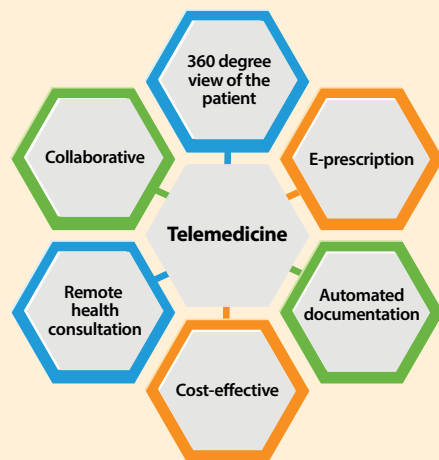 360 degree
view of the
patient
Collaborative
E-prescription
Telemedicine
Remote
health
consultation
Automated
documentation
Cost-effective